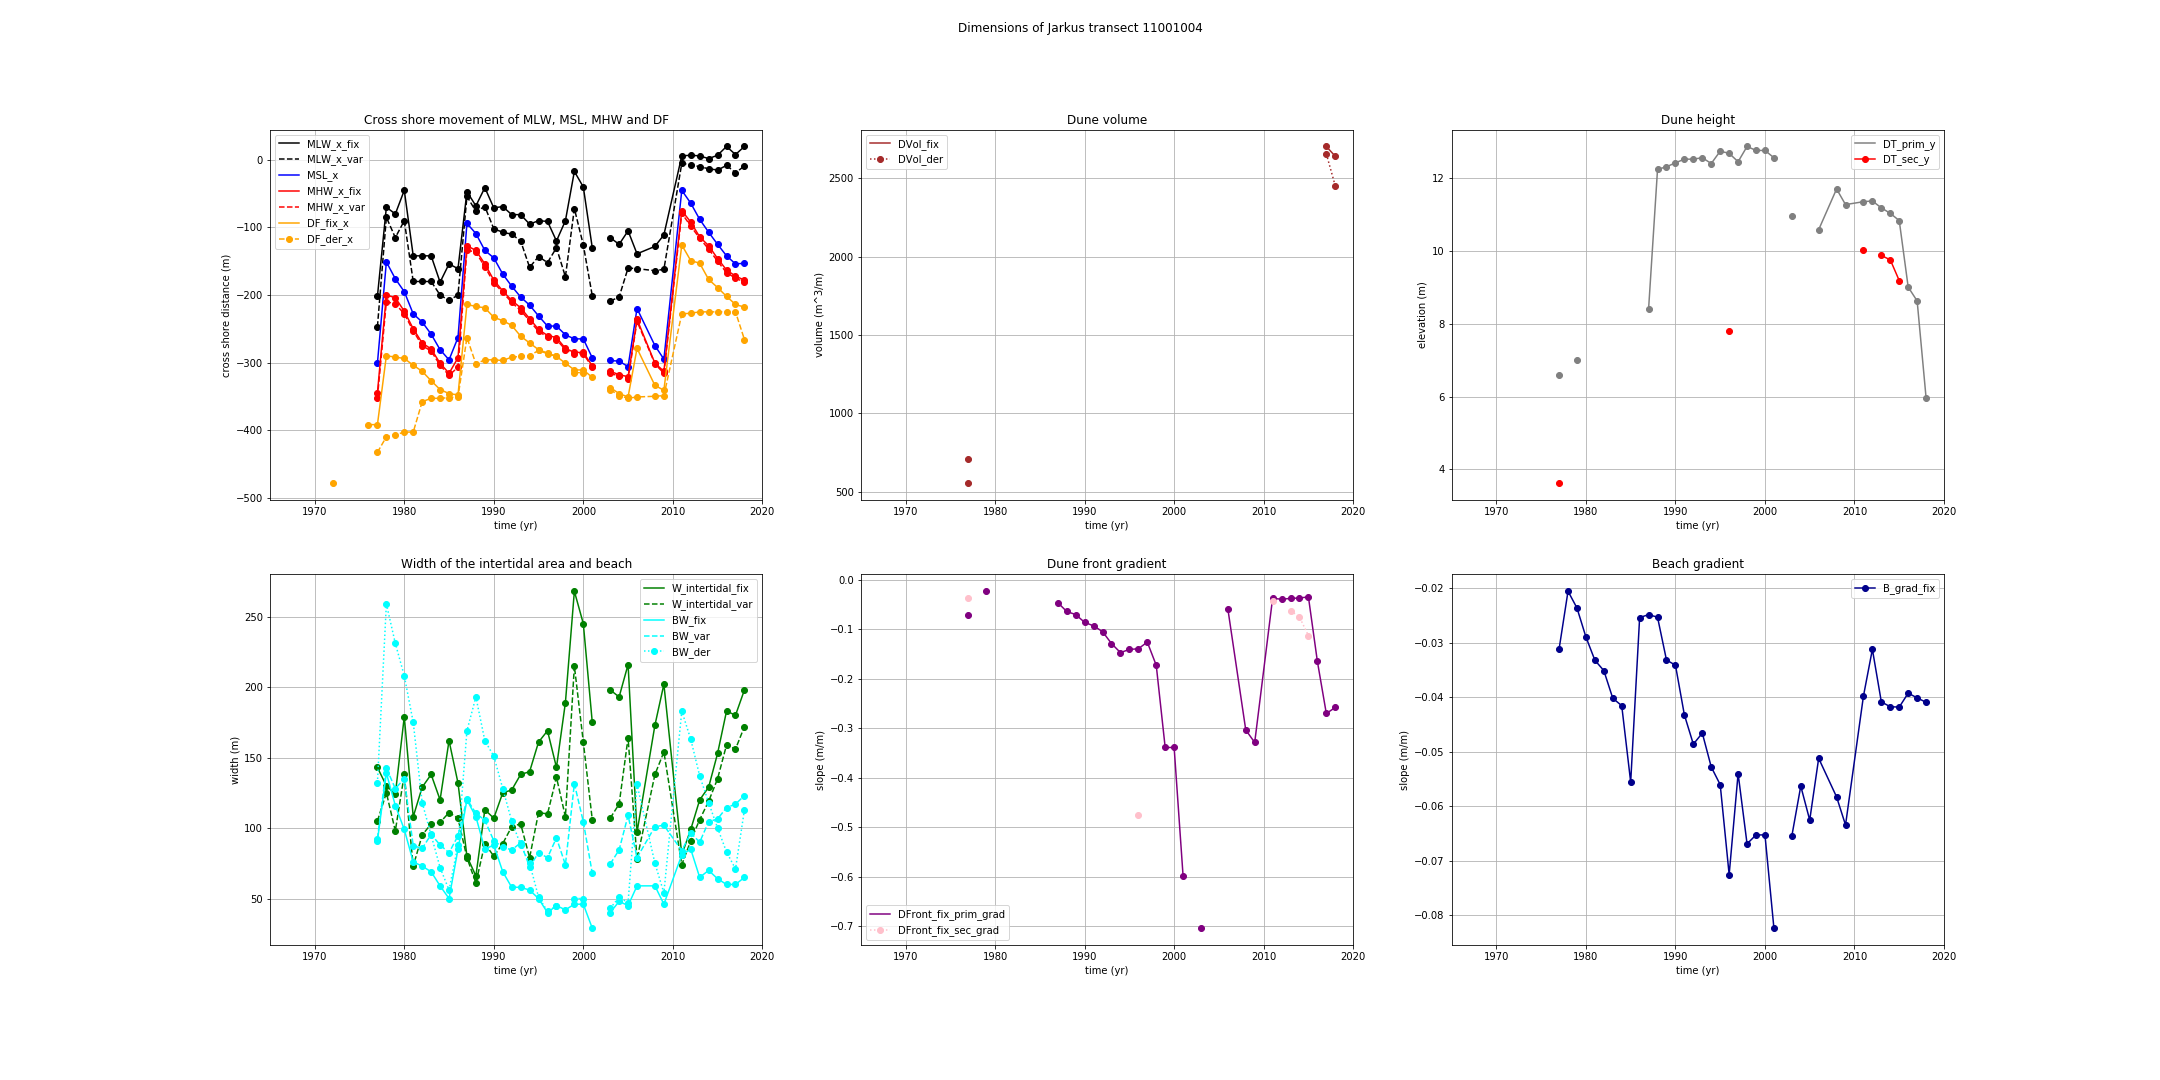 Dimensions of Jarkus transect 11001004
Cross shore movement of MLW, MSL, MHW and DF
MLW_x_fix
MLW_x_var
MSL_x
MHW_x_fix
MHW_x_var
DF_fix_x
DF_der_x
cross shore distance (m)
0
−100
−200
−300
−400
−500
1970 1980 1990 2000 2010 2020
time (yr)
Dune volume
DVol_fix
DVol_der
volume (m^3/m)
2500
2000
1500
1000
500
1970 1980 1990 2000 2010 2020
time (yr)
Dune height
DT_prim_y
DT_sec_y
elevation (m)
12
10
8
6
4
1970 1980 1990 2000 2010 2020
time (yr)
Width of the intertidal area and beach
W_intertidal_fix
W_intertidal_var
BW_fix
BW_var
BW_der
width (m)
250
200
150
100
50
1970 1980 1990 2000 2010 2020
time (yr)
Dune front gradient
DFront_fix_prim_grad
DFront_fix_sec_grad
slope (m/m)
0.0
−0.1
−0.2
−0.3
−0.4
−0.5
−0.6
−0.7
1970 1980 1990 2000 2010 2020
time (yr)
Beach gradient
B_grad_fix
slope (m/m)
−0.02
−0.03
−0.04
−0.05
−0.06
−0.07
−0.08
1970 1980 1990 2000 2010 2020
time (yr)